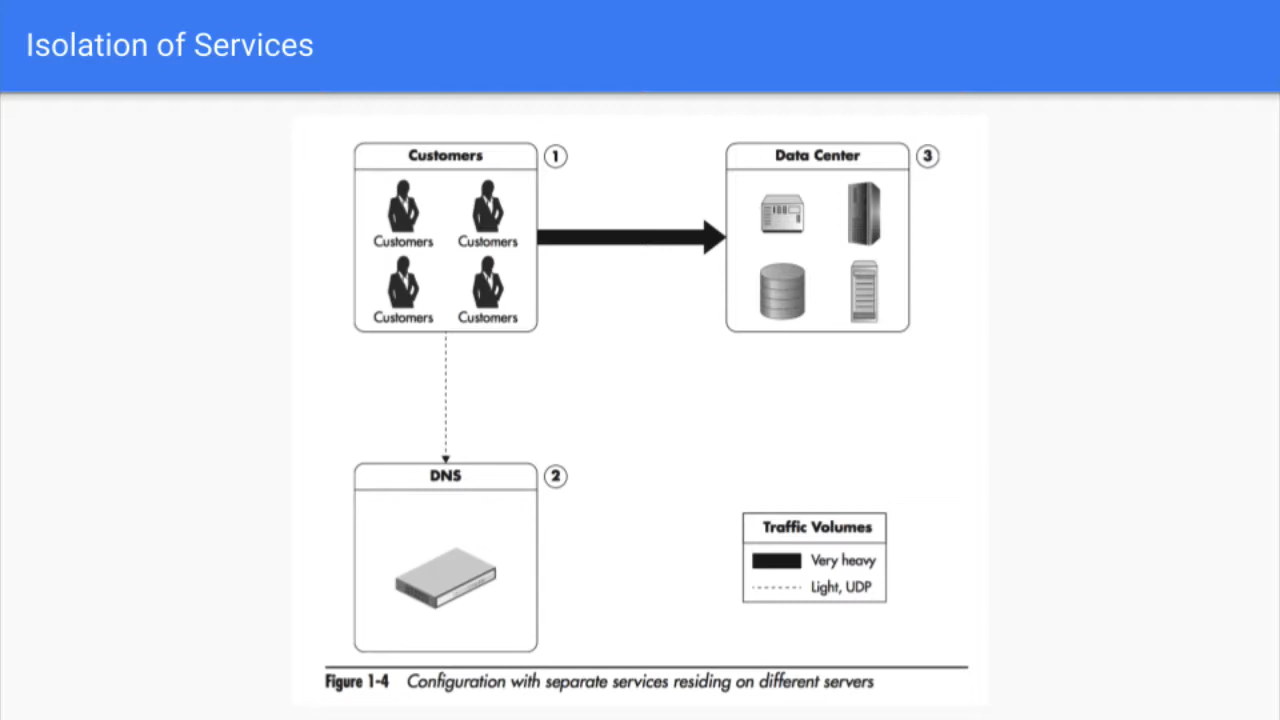 Isolation of Services
Customers
1
Data Center
3
Customers
Customers
Customers
Customers
DNS
2
Traffic Volumes
Very heavy
Light, UDP
Figure 1-4 Configuration with separate services residing on different servers